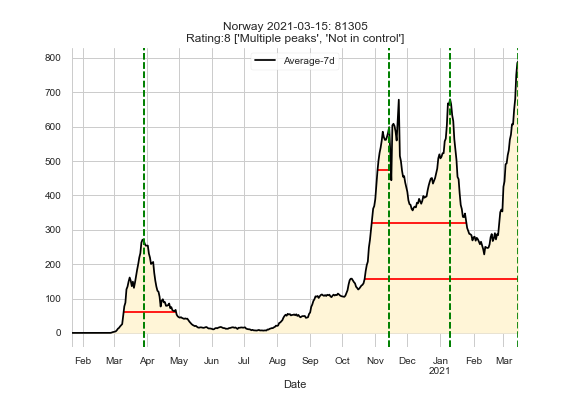 Norway 2021-03-15: 81305
Rating:8 ['Multiple peaks', 'Not in control']
Average-7d
800
700
600
500
400
300
200
100
0
Feb Mar Apr May Jun Jul Aug Sep Oct Nov Dec Jan Feb Mar
2021
Date